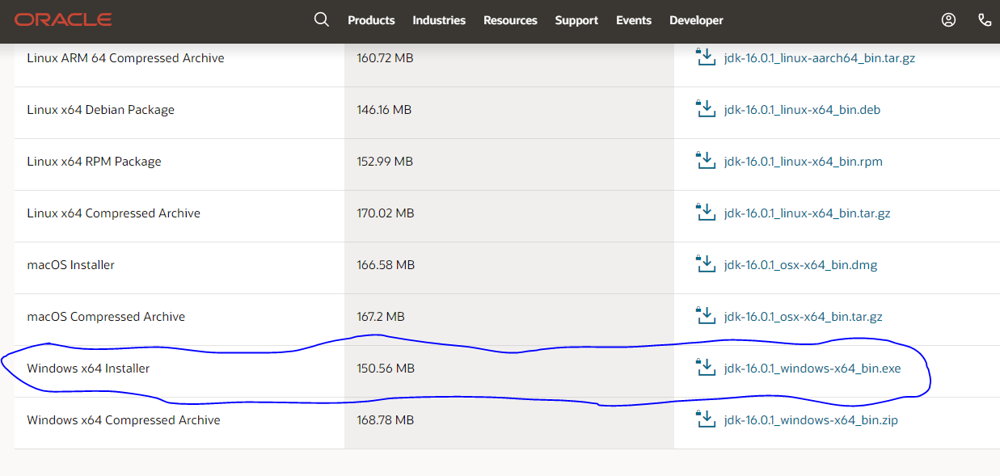 ORACLE Products Industries Resources Support Events Developer
Linux ARM 64 Compressed Archive 160.72 MB jdk-16.0.1_linux-aarch64_bin.tar.gz
Linux x64 Debian Package 146.16 MB jdk-16.0.1_linux-x64_bin.deb
Linux x64 RPM Package 152.99 MB jdk-16.0.1_linux-x64_bin.rpm
Linux x64 Compressed Archive 170.02 MB jdk-16.0.1_linux-x64_bin.tar.gz
macOS Installer 166.58 MB jdk-16.0.1_osx-x64_bin.dmg
macOS Compressed Archive 167.2 MB jdk-16.0.1_osx-x64_bin.tar.gz
Windows x64 Installer 150.56 MB jdk-16.0.1_windows-x64_bin.exe
Windows x64 Compressed Archive 168.78 MB jdk-16.0.1_windows-x64_bin.zip